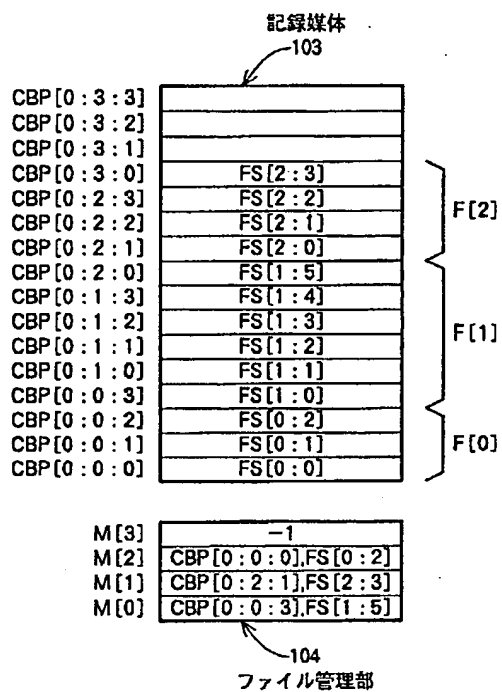 記録媒体
103
CBP[0:3:3]
CBP[0:3:2]
CBP[0:3:1]
CBP[0:3:0] FS[2:3]
CBP[0:2:3] FS[2:2]
CBP[0:2:2] FS[2:1] F[2]
CBP[0:2:1] FS[2:0]
CBP[0:2:0] FS[1:5]
CBP[0:1:3] FS[1:4]
CBP[0:1:2] FS[1:3] F[1]
CBP[0:1:1] FS[1:2]
CBP[0:1:0] FS[1:1]
CBP[0:0:3] FS[1:0]
CBP[0:0:2] FS[0:2]
CBP[0:0:1] FS[0:1] F[0]
CBP[0:0:0] FS[0:0]
M[3] -1
M[2] CBP[0:0:0],FS[0:2]
M[1] CBP[0:2:1],FS[2:3]
M[0] CBP[0:0:3],FS[1:5]
104
ファイル管理部